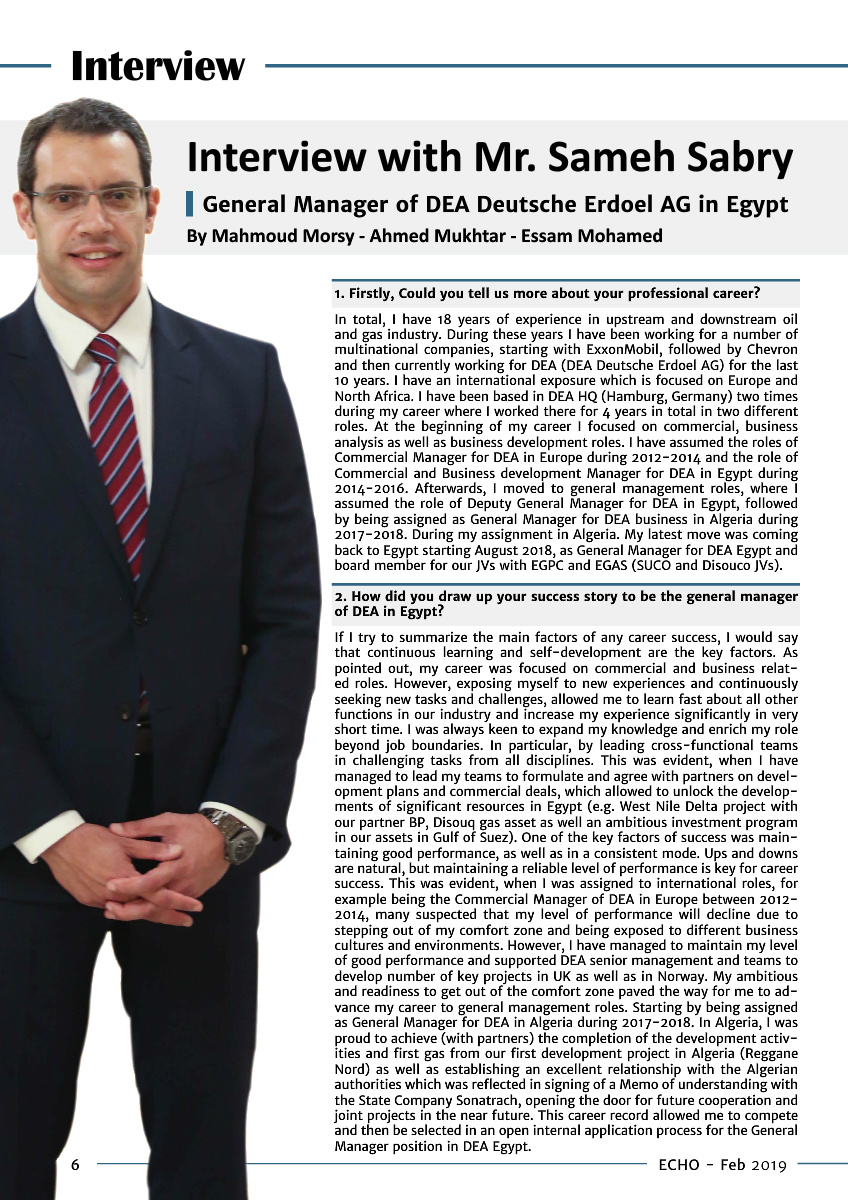 Interview
Interview with Mr. Sameh Sabry
General Manager of DEA Deutsche Erdoel AG in Egypt
By Mahmoud Morsy - Ahmed Mukhtar - Essam Mohamed
1. Firstly, Could you tell us more about your professional career?
In total, I have 18 years of experience in upstream and downstream oil
and gas industry. During these years I have been working for a number of
multinational companies, starting with ExxonMobil, followed by Chevron
and then currently working for DEA (DEA Deutsche Erdoel AG) for the last
10 years. I have an international exposure which is focused on Europe and
North Africa. I have been based in DEA HQ (Hamburg, Germany) two times
during my career where I worked there for 4 years in total in two different
roles. At the beginning of my career I focused on commercial, business
analysis as well as business development roles. I have assumed the roles of
Commercial Manager for DEA in Europe during 2012-2014 and the role of
Commercial and Business development Manager for DEA in Egypt during
2014-2016. Afterwards, I moved to general management roles, where I
assumed the role of Deputy General Manager for DEA in Egypt, followed
by being assigned as General Manager for DEA business in Algeria during
2017-2018. During my assignment in Algeria. My latest move was coming
back to Egypt starting August 2018, as General Manager for DEA Egypt and
board member for our JVs with EGPC and EGAS (SUCO and Disouco JVs).
2. How did you draw up your success story to be the general manager
of DEA in Egypt?
If I try to summarize the main factors of any career success, I would say
that continuous learning and self-development are the key factors. As
pointed out, my career was focused on commercial and business relat-
ed roles. However, exposing myself to new experiences and continuously
seeking new tasks and challenges, allowed me to learn fast about all other
functions in our industry and increase my experience significantly in very
short time. I was always keen to expand my knowledge and enrich my role
beyond job boundaries. In particular, by leading cross-functional teams
in challenging tasks from all disciplines. This was evident, when I have
managed to lead my teams to formulate and agree with partners on devel-
opment plans and commercial deals, which allowed to unlock the develop-
ments of significant resources in Egypt (e.g. West Nile Delta project with
our partner BP, Disouq gas asset as well an ambitious investment program
in our assets in Gulf of Suez). One of the key factors of success was main-
taining good performance, as well as in a consistent mode. Ups and downs
are natural, but maintaining a reliable level of performance is key for career
success. This was evident, when I was assigned to international roles, for
example being the Commercial Manager of DEA in Europe between 2012-
2014, many suspected that my level of performance will decline due to
stepping out of my comfort zone and being exposed to different business
cultures and environments. However, I have managed to maintain my level
of good performance and supported DEA senior management and teams to
develop number of key projects in UK as well as in Norway. My ambitious
and readiness to get out of the comfort zone paved the way for me to ad-
vance my career to general management roles. Starting by being assigned
as General Manager for DEA in Algeria during 2017-2018. In Algeria, I was
proud to achieve (with partners) the completion of the development activ-
ities and first gas from our first development project in Algeria (Reggane
Nord) as well as establishing an excellent relationship with the Algerian
authorities which was reflected in signing of a Memo of understanding with
the State Company Sonatrach, opening the door for future cooperation and
joint projects in the near future. This career record allowed me to compete
and then be selected in an open internal application process for the General
Manager position in DEA Egypt.
6
ECHO - Feb 2019